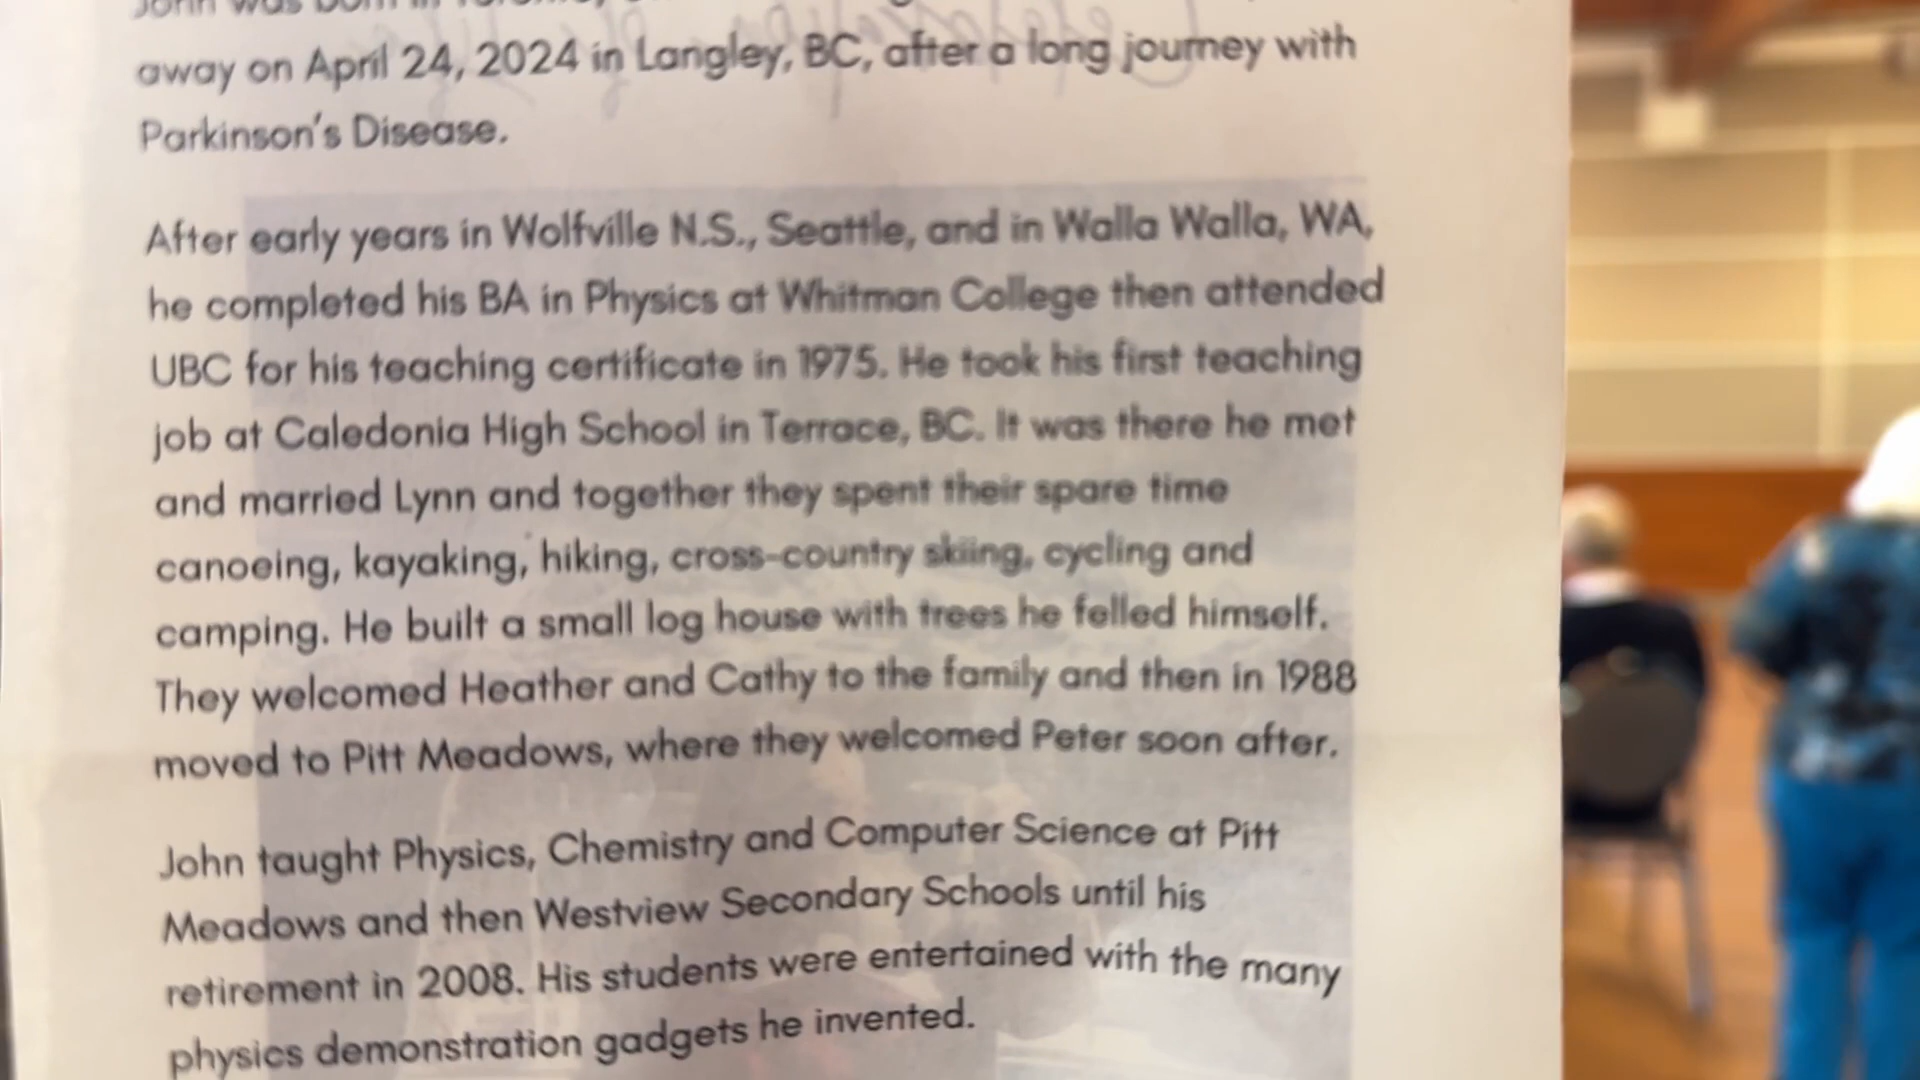 John was born in Toronto,
away on April 24, 2024 in Langley, BC, after a long journey with
Parkinson's Disease.
After early years in Wolfville N.S., Seattle, and in Walla Walla, WA,
he completed his BA in Physics at Whitman College then attended
UBC for his teaching certificate in 1975. He took his first teaching
job at Caledonia High School in Terrace, BC. It was there he met
and married Lynn and together they spent their spare time
canoeing, kayaking, hiking, cross-country skiing, cycling and
camping. He built a small log house with trees he felled himself.
They welcomed Heather and Cathy to the family and then in 1988
moved to Pitt Meadows, where they welcomed Peter soon after.
John taught Physics, Chemistry and Computer Science at Pitt
Meadows and then Westview Secondary Schools until his
retirement in 2008. His students were entertained with the many
physics demonstration gadgets he invented.